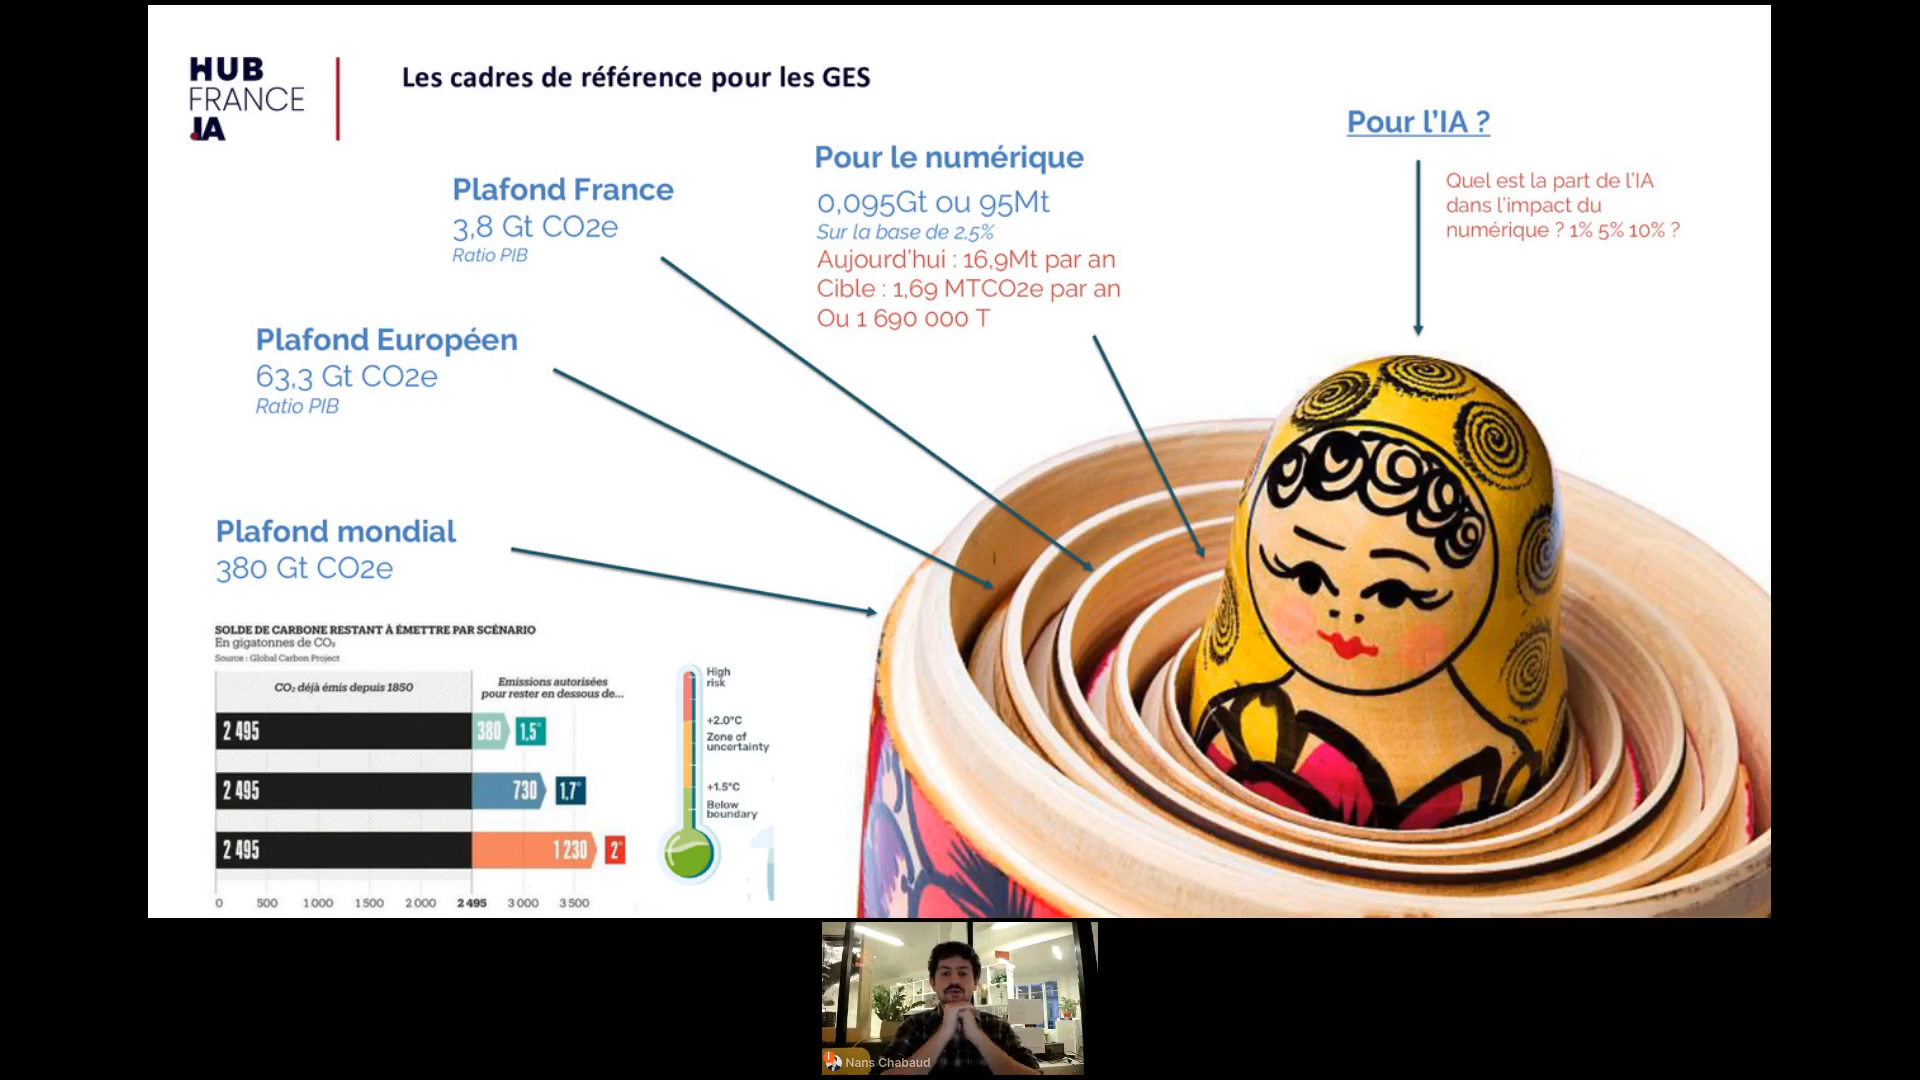 HUB
FRANCE
IA
Les cadres de référence pour les GES
Pour l'IA ?
Quel est la part de l'IA
dans l'impact du
numérique ? 1% 5% 10% ?
Pour le numérique
0,095Gt ou 95Mt
Sur la base de 2,5%
Aujourd'hui : 16,9Mt par an
Cible : 1,69 MTCO2e par an
Ou 1 690 000 T
Plafond France
3,8 Gt CO2e
Ratio PIB
Plafond Européen
63,3 Gt CO2e
Ratio PIB
Plafond mondial
380 Gt CO2e
SOLDE DE CARBONE RESTANT À ÉMETTRE PAR SCÉNARIO
En gigatonnes de CO₂
Source : Global Carbon Project
CO₂ déjà émis depuis 1850
Emissions autorisées
pour rester en dessous de...
2 495 380 1,5°
2 495 730 1,7°
2 495 1 230 2°
0 500 1 000 1 500 2 000 2 495 3 000 3 500
High
risk
+2.0°C
Zone of
uncertainty
+1.5°C
Below
boundary
Nans Chabaud